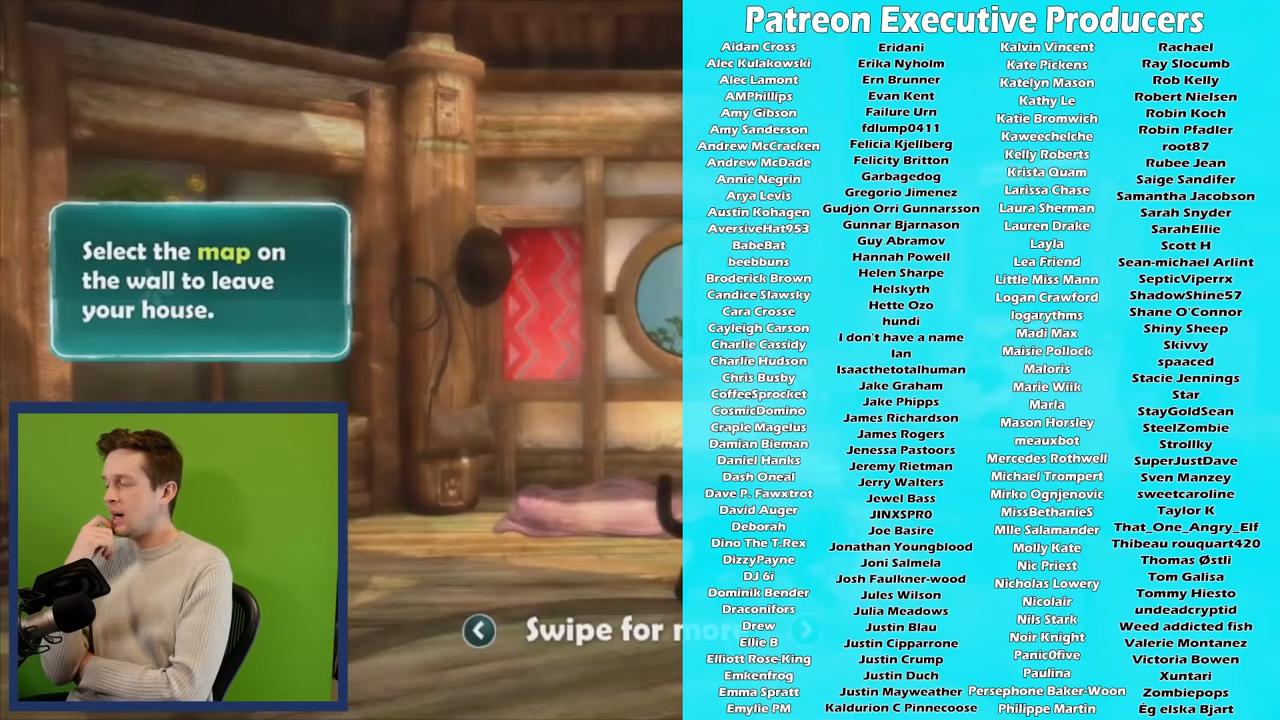 Select the map on
the wall to leave
your house.
Swipe for more
Patreon Executive Producers
Aidan Cross
Alec Kulakowski
Alec Lamont
AMPhillips
Amy Gibson
Amy Sanderson
Andrew McCracken
Andrew McDade
Annie Negrin
Arya Levis
Austin Kohagen
AversiveHat953
BabeBat
beebbuns
Broderick Brown
Candice Slawsky
Cara Crosse
Cayleigh Carson
Charlie Cassidy
Charlie Hudson
Chris Busby
CoffeeSprocket
CosmicDomino
Craple Magelus
Damian Bieman
Daniel Hanks
Dash Oneal
Dave P. Fawxtrot
David Auger
Deborah
Dino The T.Rex
DizzyPayne
DJ 6i
Dominik Bender
Draconifors
Drew
Ellie B
Elliott Rose-King
Emkenfrog
Emma Spratt
Emylie PM
Eridani
Erika Nyholm
Ern Brunner
Evan Kent
Failure Urn
fdlump0411
Felicia Kjellberg
Felicity Britton
Garbagedog
Gregorio Jimenez
Gudjón Orri Gunnarsson
Gunnar Bjarnason
Guy Abramov
Hannah Powell
Helen Sharpe
Helskyth
Hette Ozo
hundi
I don't have a name
Ian
Isaacthetotalhuman
Jake Graham
Jake Phipps
James Richardson
James Rogers
Jenessa Pastoors
Jeremy Rietman
Jerry Walters
Jewel Bass
JINXSPR0
Joe Basire
Jonathan Youngblood
Joni Salmela
Josh Faulkner-wood
Jules Wilson
Julia Meadows
Justin Blau
Justin Cipparrone
Justin Crump
Justin Duch
Justin Mayweather
Kaldurion C Pinnecoose
Kalvin Vincent
Kate Pickens
Katelyn Mason
Kathy Le
Katie Bromwich
Kaweechelche
Kelly Roberts
Krista Quam
Larissa Chase
Laura Sherman
Lauren Drake
Layla
Lea Friend
Little Miss Mann
Logan Crawford
logarythms
Madi Max
Maisie Pollock
Maloris
Marie Wiik
Marla
Mason Horsley
meauxbot
Mercedes Rothwell
Michael Trompert
Mirko Ognjenovic
MissBethanieS
Mlle Salamander
Molly Kate
Nic Priest
Nicholas Lowery
Nicolair
Nils Stark
Noir Knight
Panic0five
Paulina
Persephone Baker-Woon
Philippe Martin
Rachael
Ray Slocumb
Rob Kelly
Robert Nielsen
Robin Koch
Robin Pfadler
root87
Rubee Jean
Saige Sandifer
Samantha Jacobson
Sarah Snyder
SarahEllie
Scott H
Sean-michael Arlint
SepticViperrx
ShadowShine57
Shane O'Connor
Shiny Sheep
Skivvy
spaaced
Stacie Jennings
Star
StayGoldSean
SteelZombie
Strollky
SuperJustDave
Sven Manzey
sweetcaroline
Taylor K
That_One_Angry_Elf
Thibeau rouquart420
Thomas Østli
Tom Galisa
Tommy Hiesto
undeadcryptid
Weed addicted fish
Valerie Montanez
Victoria Bowen
Xuntari
Zombiepops
Ég elska Bjart